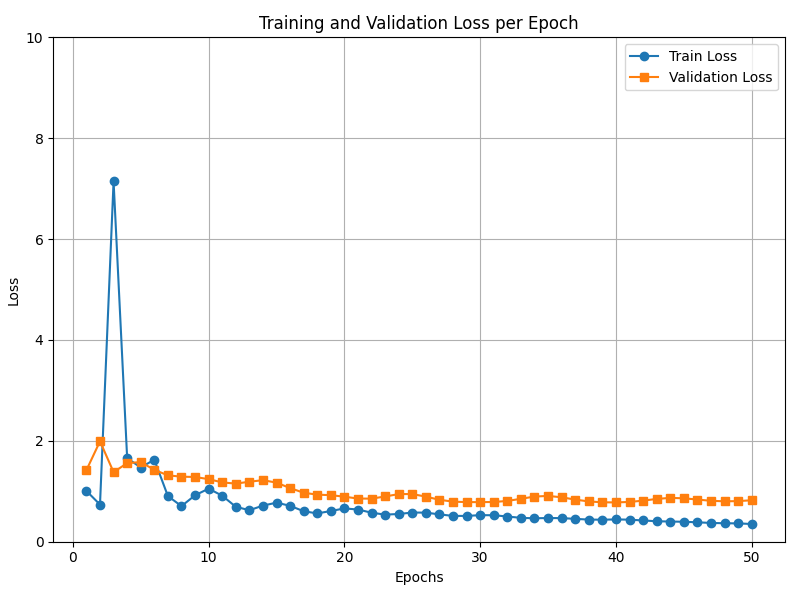 Training and Validation Loss per Epoch
Train Loss
Validation Loss
Loss
10
8
6
4
2
0
0 10 20 30 40 50
Epochs